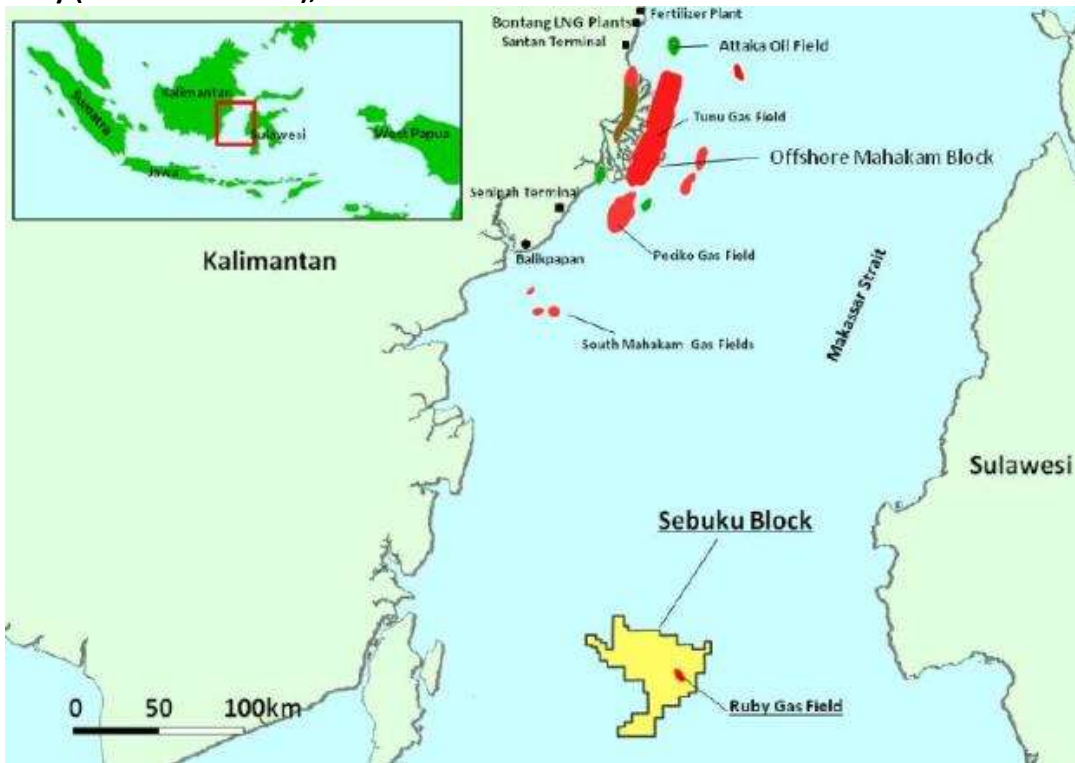 Fertilizer Plant
Bontang LNG Plants
Santan Terminal
Attaka Oil Field
Kalimantan
Sumatra
Sulawesi
West Papua
Jawa
Tunu Gas Field
Offshore Mahakam Block
Senipah Terminal
Kalimantan
Balikpapan
Peciko Gas Field
Makassar Strait
South Mahakam Gas Fields
Sulawesi
Sebuku Block
0 50 100km
Ruby Gas Field